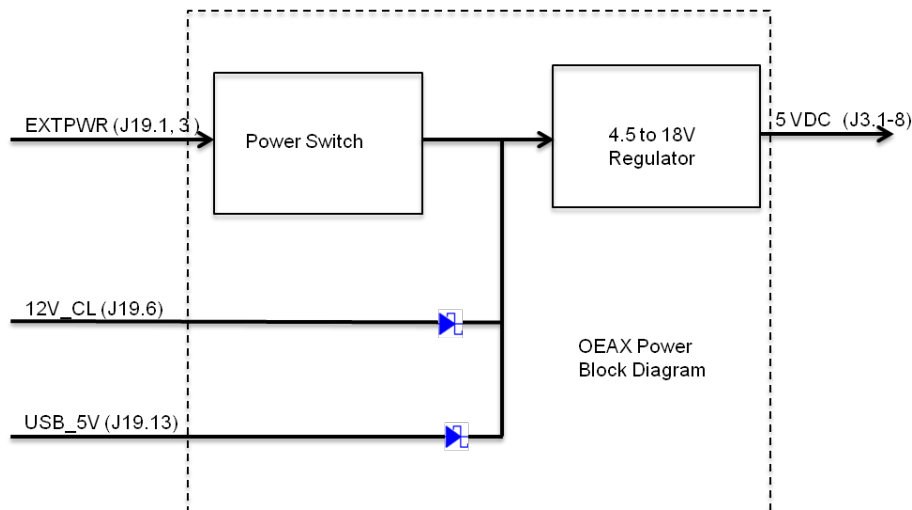 EXTPWR (J19.1, 3 )
Power Switch
4.5 to 18V
Regulator
5 VDC (J3.1-8)
12V_CL (J19.6)
OEAX Power
Block Diagram
USB_5V (J19.13)